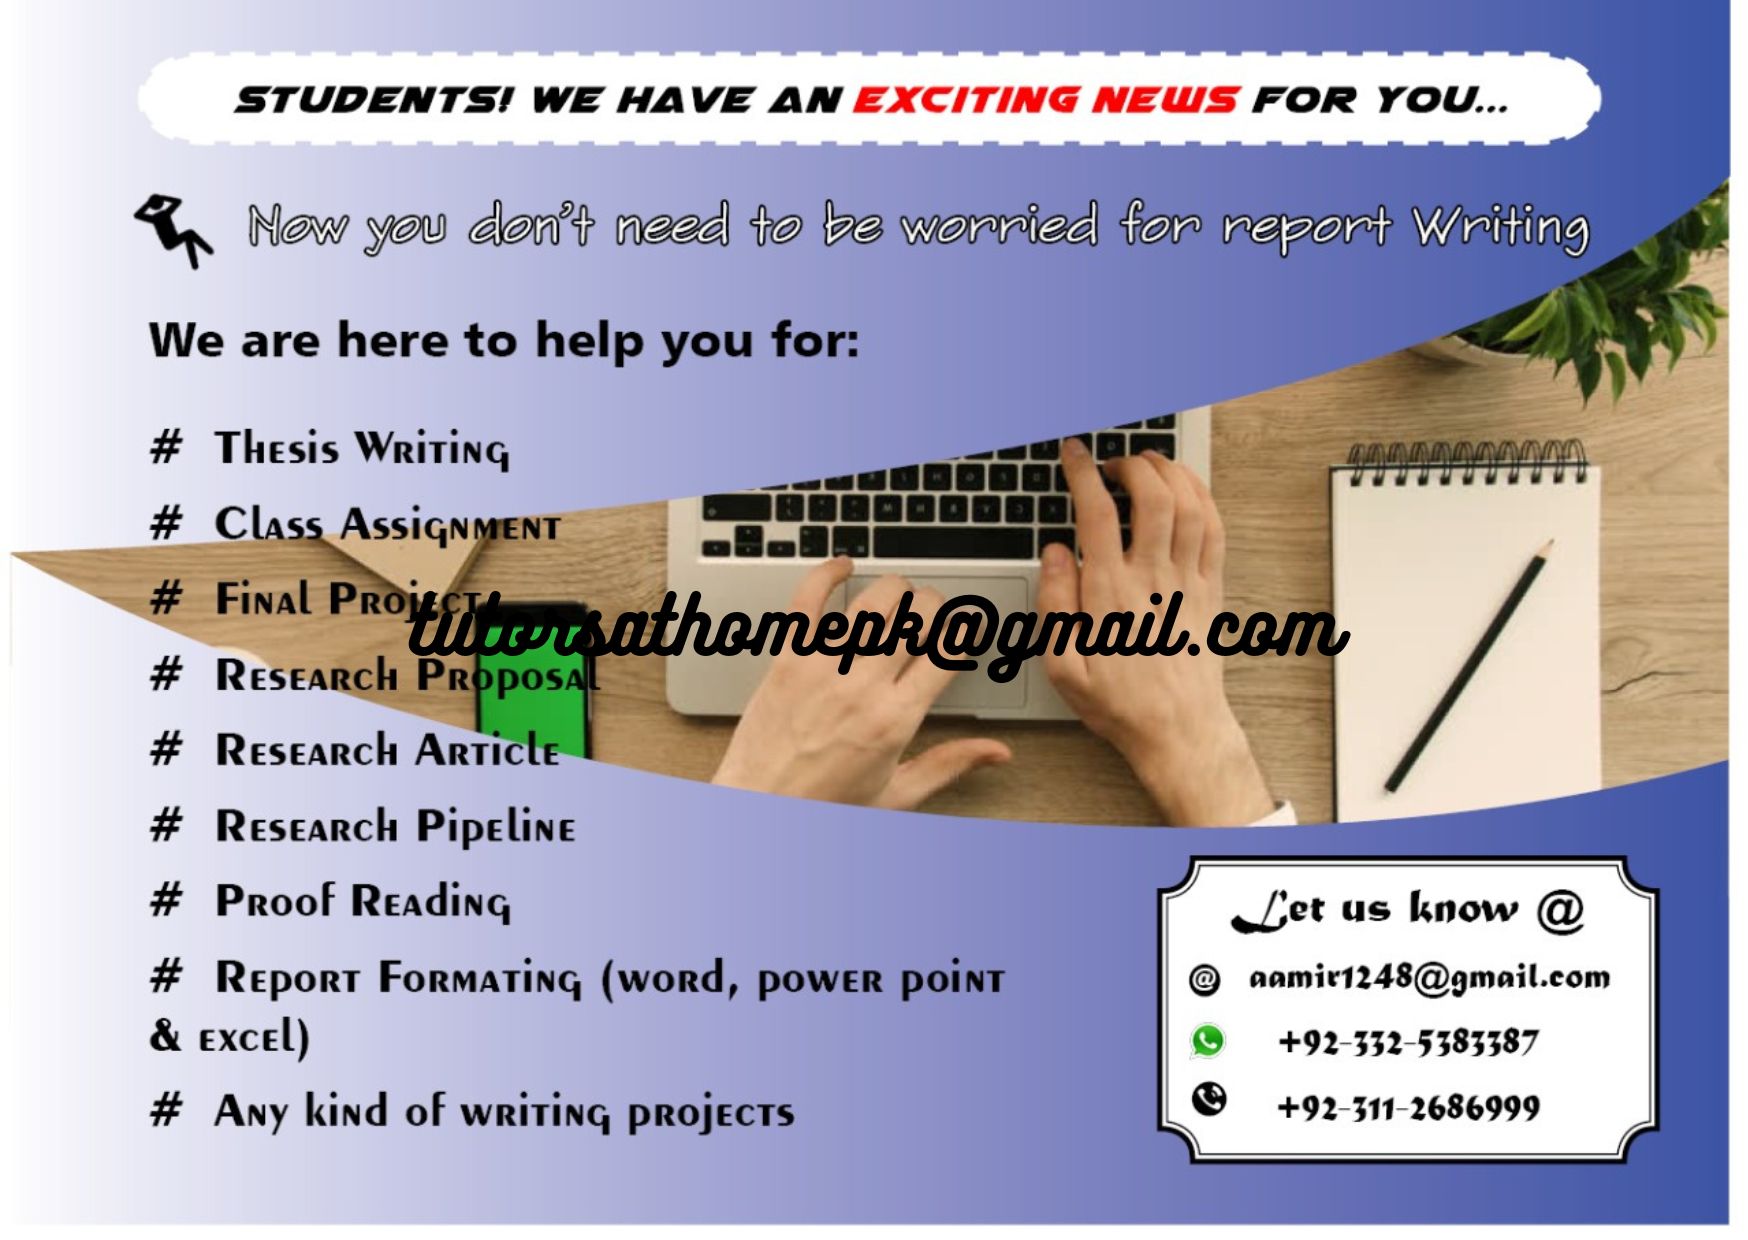 STUDENTS! WE HAVE AN EXCITING NEWS FOR YOU...
Now you don't need to be worried for report Writing
We are here to help you for:
# Thesis Writing
# Class Assignment
# Final Project
tutorsathomepk@gmail.com
# Research Proposal
# Research Article
# Research Pipeline
# Proof Reading
# Report Formating (word, power point
& excel)
# Any kind of writing projects
Let us know @
@ aamir1248@gmail.com
+92-332-5383387
+92-311-2686999